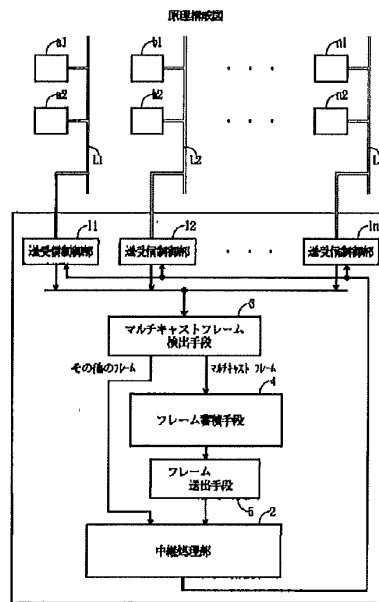 原理構成図
a1 b1 n1
a2 b2 n2
L1 L2 L
11 12 1n
送受信制御部 送受信制御部 送受信制御部
3
マルチキャストフレーム
検出手段
その他のフレーム マルチキャスト フレーム
4
フレーム蓄積手段
フレーム
送出手段
5
2
中継処理部